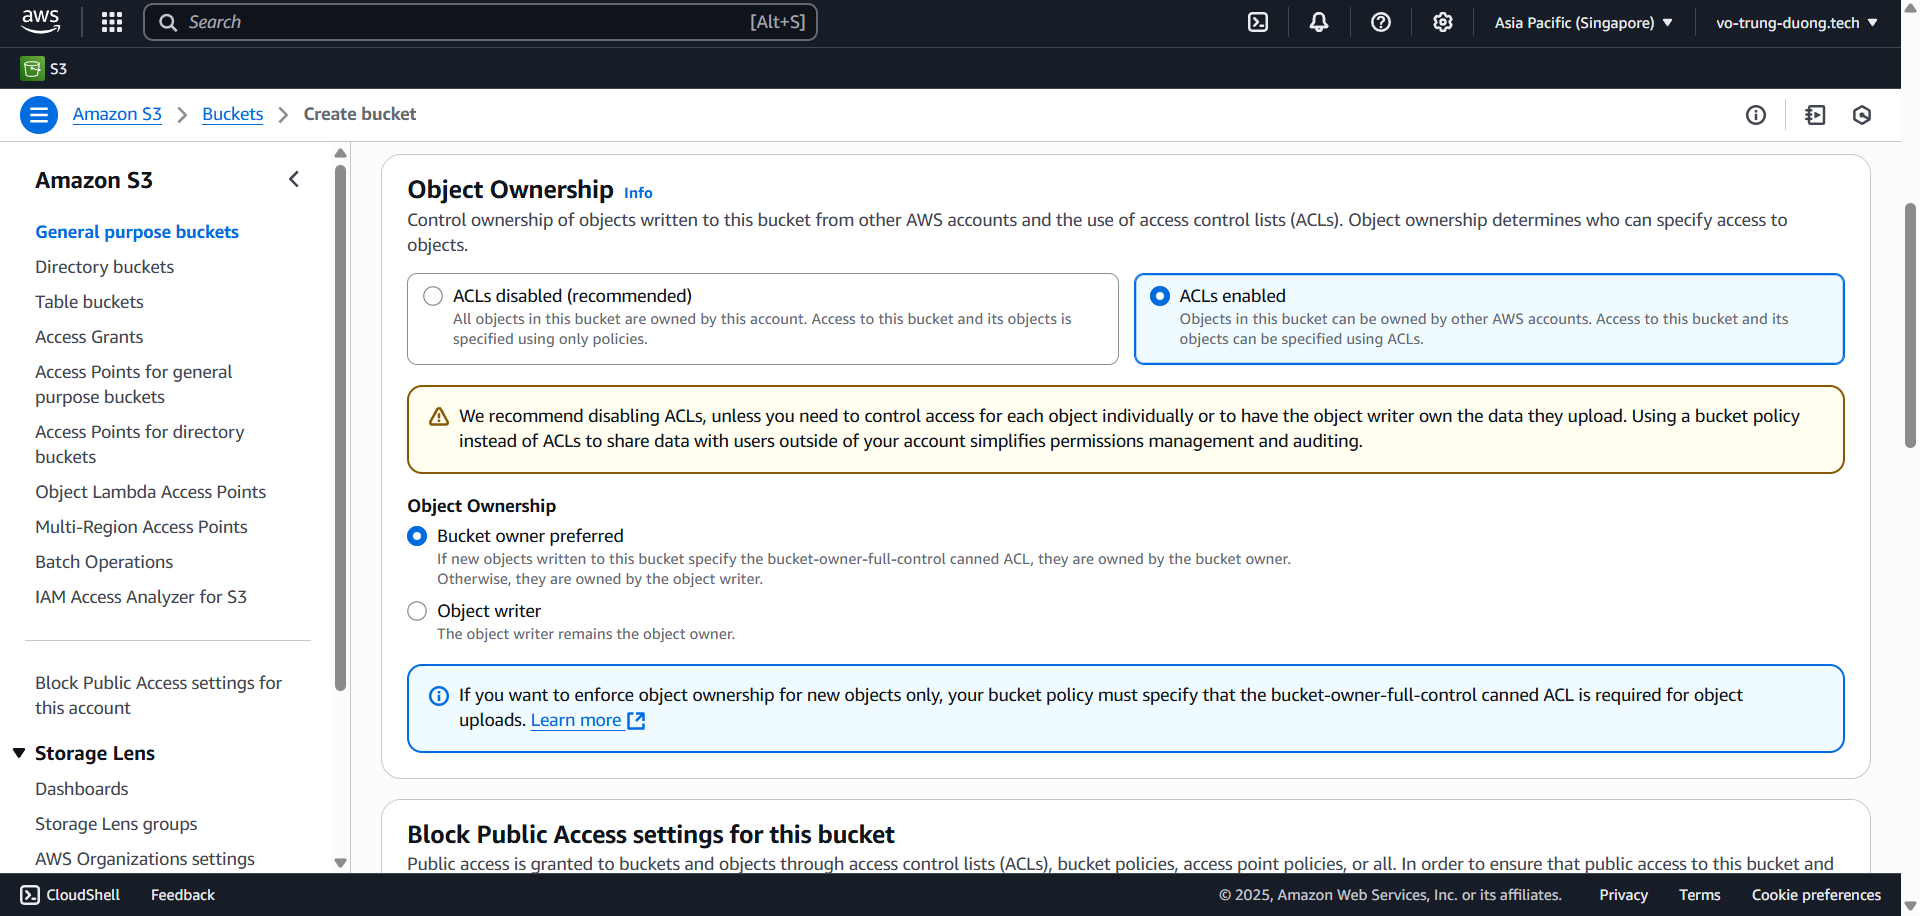 aws
Search
[Alt+S]
Asia Pacific (Singapore)
vo-trung-duong.tech
S3
Amazon S3
Buckets
Create bucket
Amazon S3
General purpose buckets
Directory buckets
Table buckets
Access Grants
Access Points for general
purpose buckets
Access Points for directory
buckets
Object Lambda Access Points
Multi-Region Access Points
Batch Operations
IAM Access Analyzer for S3
Block Public Access settings for
this account
Storage Lens
Dashboards
Storage Lens groups
AWS Organizations settings
Object Ownership Info
Control ownership of objects written to this bucket from other AWS accounts and the use of access control lists (ACLs). Object ownership determines who can specify access to
objects.
ACLs disabled (recommended)
All objects in this bucket are owned by this account. Access to this bucket and its objects is
specified using only policies.
ACLs enabled
Objects in this bucket can be owned by other AWS accounts. Access to this bucket and its
objects can be specified using ACLs.
We recommend disabling ACLs, unless you need to control access for each object individually or to have the object writer own the data they upload. Using a bucket policy
instead of ACLs to share data with users outside of your account simplifies permissions management and auditing.
Object Ownership
Bucket owner preferred
If new objects written to this bucket specify the bucket-owner-full-control canned ACL, they are owned by the bucket owner.
Otherwise, they are owned by the object writer.
Object writer
The object writer remains the object owner.
If you want to enforce object ownership for new objects only, your bucket policy must specify that the bucket-owner-full-control canned ACL is required for object
uploads. Learn more
Block Public Access settings for this bucket
Public access is granted to buckets and objects through access control lists (ACLs), bucket policies, access point policies, or all. In order to ensure that public access to this bucket and
CloudShell
Feedback
© 2025, Amazon Web Services, Inc. or its affiliates.
Privacy
Terms
Cookie preferences